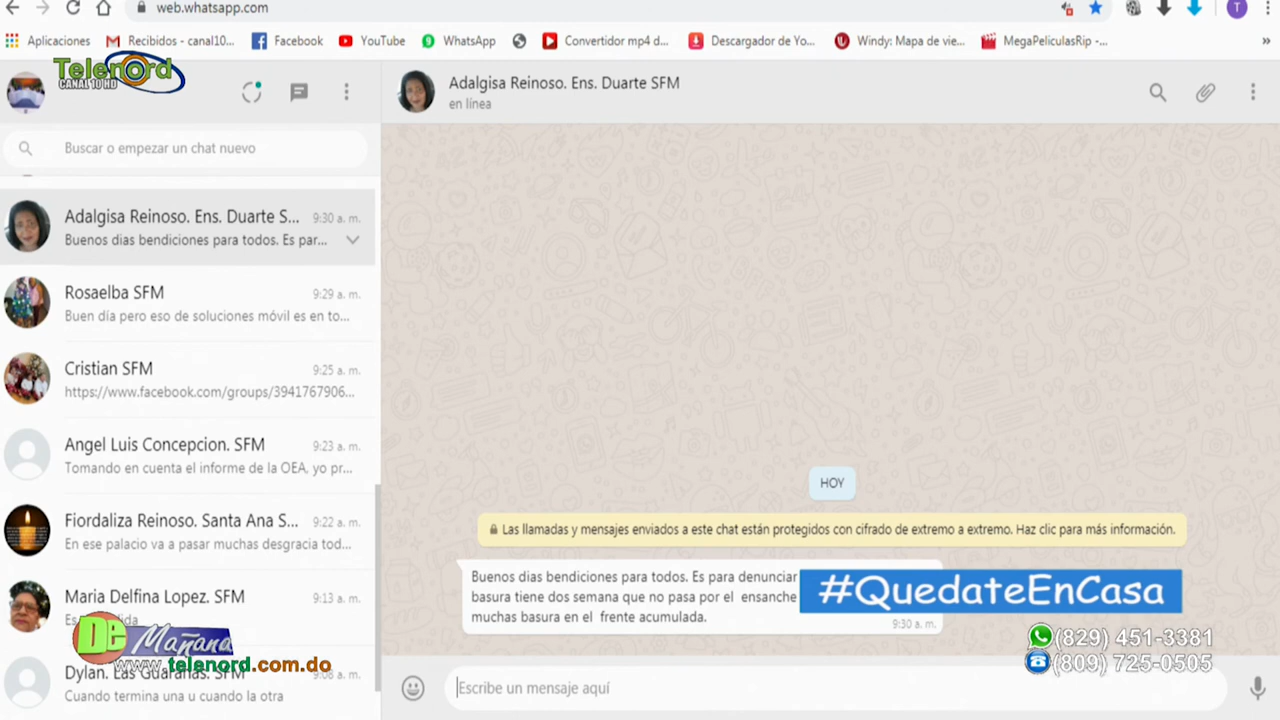 web.whatsapp.com
Aplicaciones
Recibidos - canal10...
Facebook
YouTube
WhatsApp
Convertidor mp4 d...
Descargador de Yo...
Windy: Mapa de vie...
MegaPeliculasRip -...
T
»
Telenord
CANAL 10 HD
Adalgisa Reinoso. Ens. Duarte SFM
en línea
Buscar o empezar un chat nuevo
Adalgisa Reinoso. Ens. Duarte S... 9:30 a. m.
Buenos dias bendiciones para todos. Es par...
Rosaelba SFM 9:29 a. m.
Buen día pero eso de soluciones móvil es en to...
Cristian SFM 9:25 a. m.
https://www.facebook.com/groups/3941767906...
Angel Luis Concepcion. SFM 9:23 a. m.
Tomando en cuenta el informe de la OEA, yo pr...
Fiordaliza Reinoso. Santa Ana S... 9:22 a. m.
En ese palacio va a pasar muchas desgracia tod...
Maria Delfina Lopez. SFM 9:13 a. m.
De Mañana
www.telenord.com.do
Dylan. Las Guaranas. SFM 9:08 a. m.
Cuando termina una u cuando la otra
HOY
Las llamadas y mensajes enviados a este chat están protegidos con cifrado de extremo a extremo. Haz clic para más información.
Buenos dias bendiciones para todos. Es para denunciar
basura tiene dos semana que no pasa por el ensanche
muchas basura en el frente acumulada.
9:30 a. m.
#QuedateEnCasa
(829) 451-3381
(809) 725-0505
Escribe un mensaje aquí